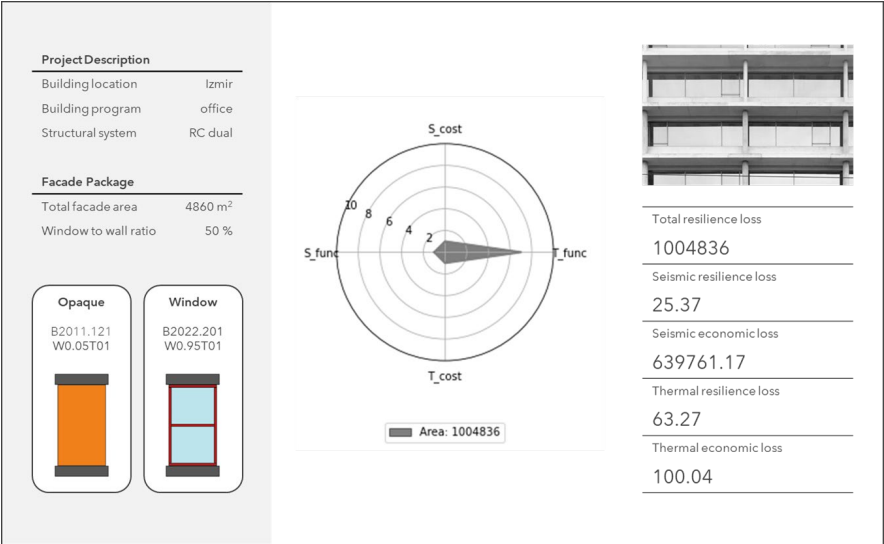 Project Description
Building location Izmir
Building program office
Structural system RC dual
Facade Package
Total facade area 4860 m²
Window to wall ratio 50 %
Opaque
B2011.121
W0.05T01
Window
B2022.201
W0.95T01
S_cost
10
8
6
4
2
S_func
T_func
T_cost
Area: 1004836
Total resilience loss
1004836
Seismic resilience loss
25.37
Seismic economic loss
639761.17
Thermal resilience loss
63.27
Thermal economic loss
100.04